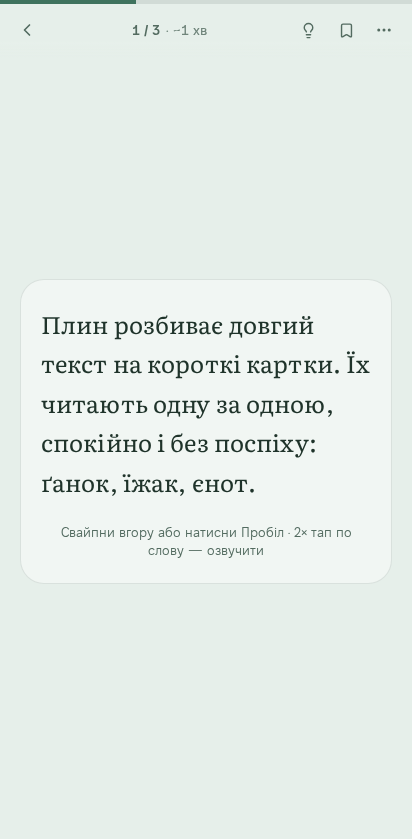 1 / 3 · ~1 хв
Плин розбиває довгий
текст на короткі картки. Їх
читають одну за одною,
спокійно і без поспіху:
ґанок, їжак, єнот.
Свайпни вгору або натисни Пробіл · 2× тап по
слову — озвучити